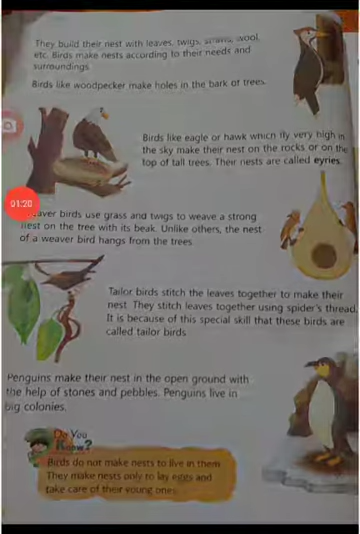 They build their nest with leaves, twigs, straws, wool,
etc. Birds make nests according to their needs and
surroundings.
Birds like woodpecker make holes in the bark of trees.
Birds like eagle or hawk which fly very high in
the sky make their nest on the rocks or on the
top of tall trees. Their nests are called eyries.
01:20
eaver birds use grass and twigs to weave a strong
nest on the tree with its beak. Unlike others, the nest
of a weaver bird hangs from the trees.
Tailor birds stitch the leaves together to make their
nest. They stitch leaves together using spider's thread.
It is because of this special skill that these birds are
called tailor birds.
Penguins make their nest in the open ground with
the help of stones and pebbles. Penguins live in
big colonies.
Do You
Know?
Birds do not make nests to live in them.
They make nests only to lay eggs and
take care of their young ones.